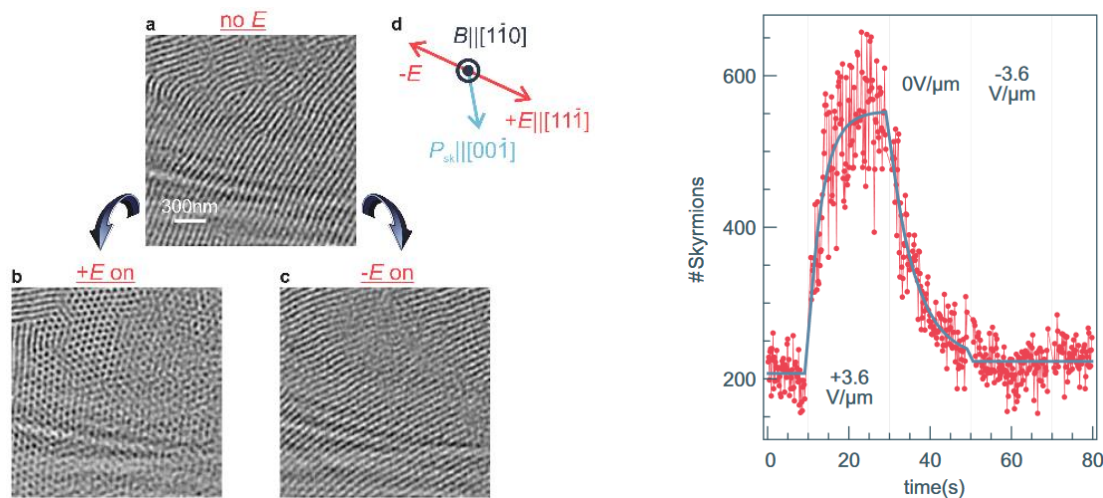 a
no E
300nm
d
B||[11̄0]
-E
+E||[111̄]
Psk||[001̄]
b
+E on
c
-E on
#Skyrmions
600
400
200
0V/µm
-3.6
V/µm
+3.6
V/µm
0
20
40
60
80
time(s)